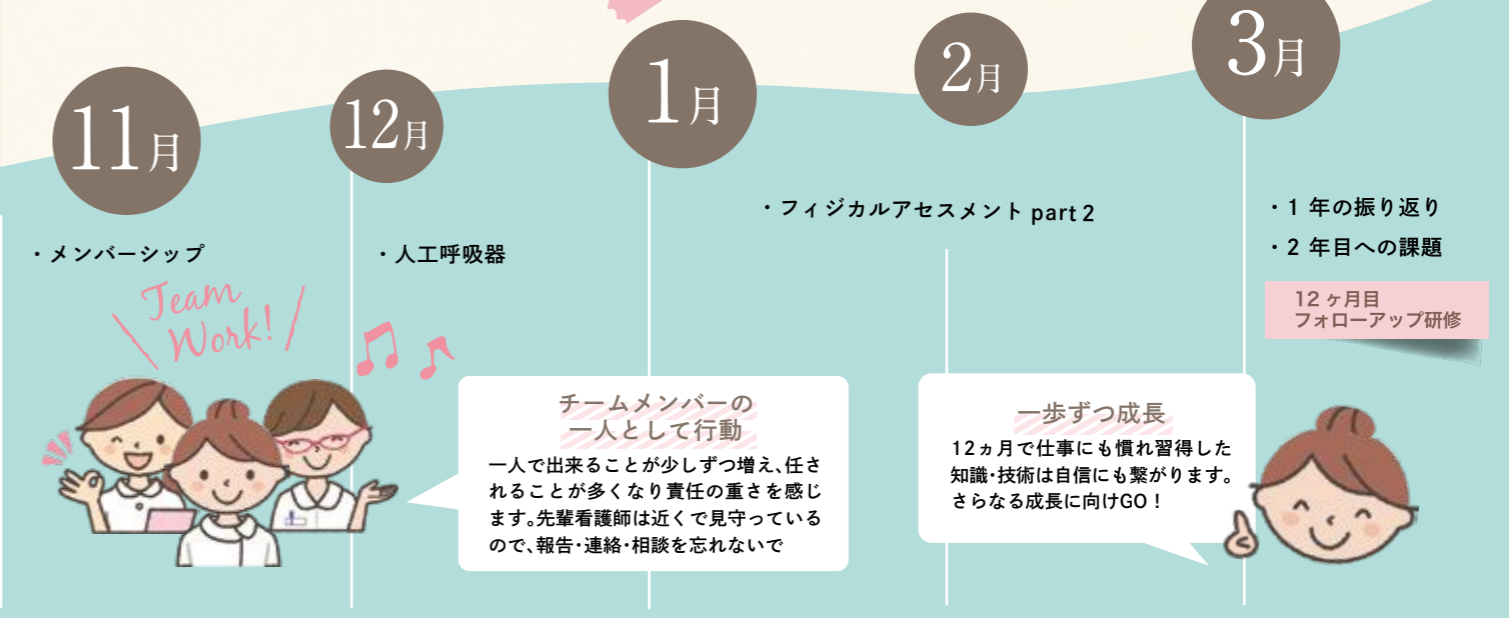 11月
12月
1月
2月
3月
・メンバーシップ
・人工呼吸器
・フィジカルアセスメント part 2
・1 年の振り返り
・2 年目への課題
12 ヶ月目
フォローアップ研修
Team
Work!
チームメンバーの
一人として行動
一人で出来ることが少しずつ増え、任さ
れることが多くなり責任の重さを感じ
ます。先輩看護師は近くで見守っている
ので、報告・連絡・相談を忘れないで
一歩ずつ成長
12ヵ月で仕事にも慣れ習得した
知識・技術は自信にも繋がります。
さらなる成長に向けGO！